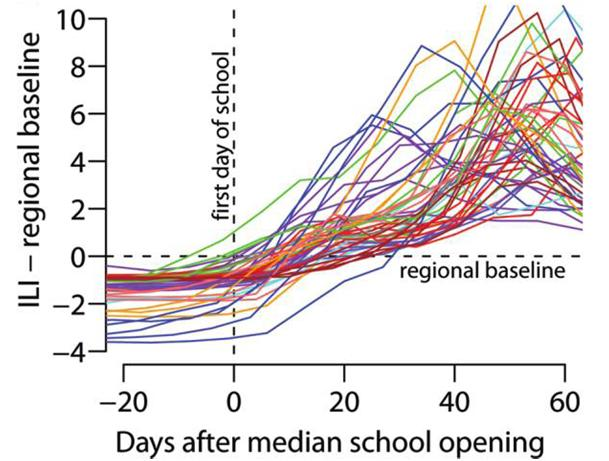 ILI – regional baseline
10
8
6
4
2
0
−2
−4
first day of school
regional baseline
−20 0 20 40 60
Days after median school opening